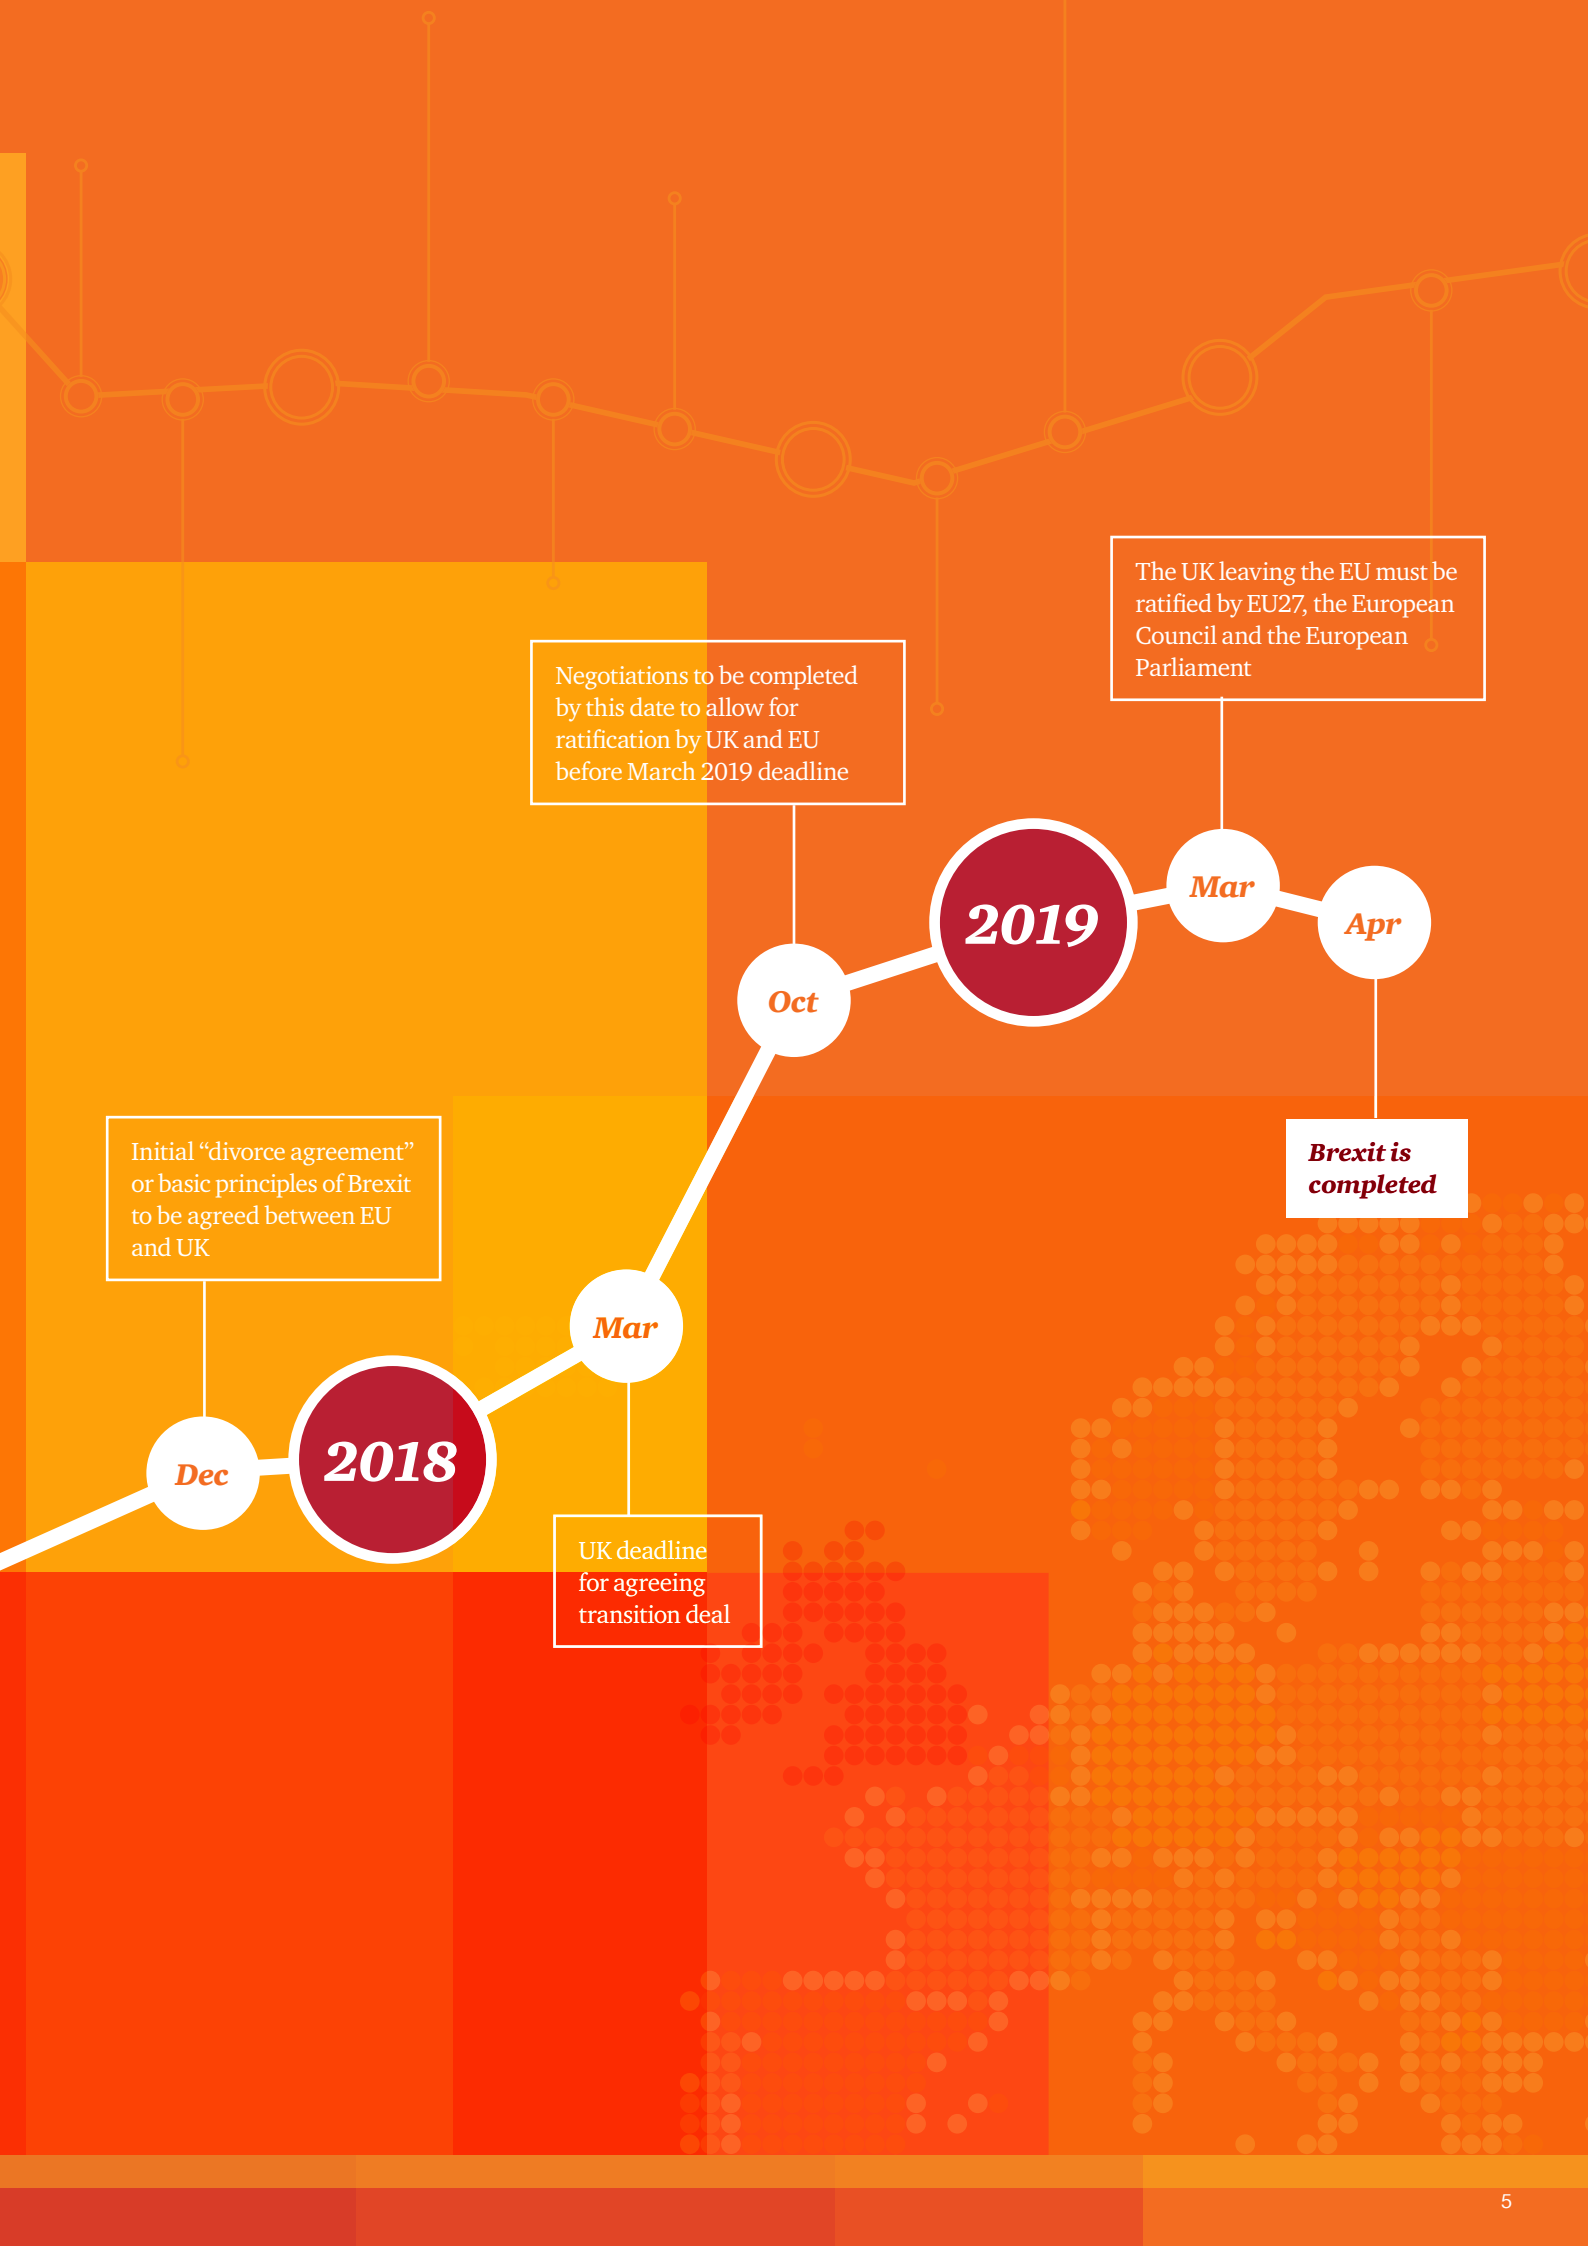 The UK leaving the EU must be
ratified by EU27, the European
Council and the European
Parliament
Negotiations to be completed
by this date to allow for
ratification by UK and EU
before March 2019 deadline
Mar
2019
Apr
Oct
Initial “divorce agreement”
or basic principles of Brexit
to be agreed between EU
and UK
Brexit is
completed
Mar
2018
Dec
UK deadline
for agreeing
transition deal
5